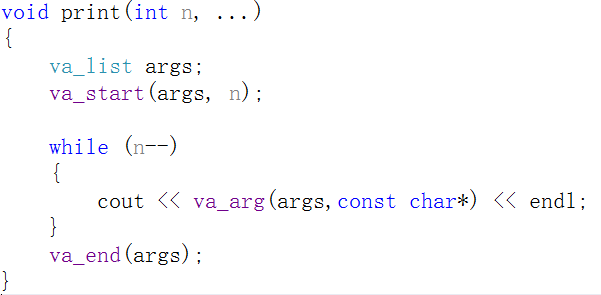 void print(int n, ...)
{
    va_list args;
    va_start(args, n);

    while (n--)
    {
        cout << va_arg(args,const char*) << endl;
    }
    va_end(args);
}